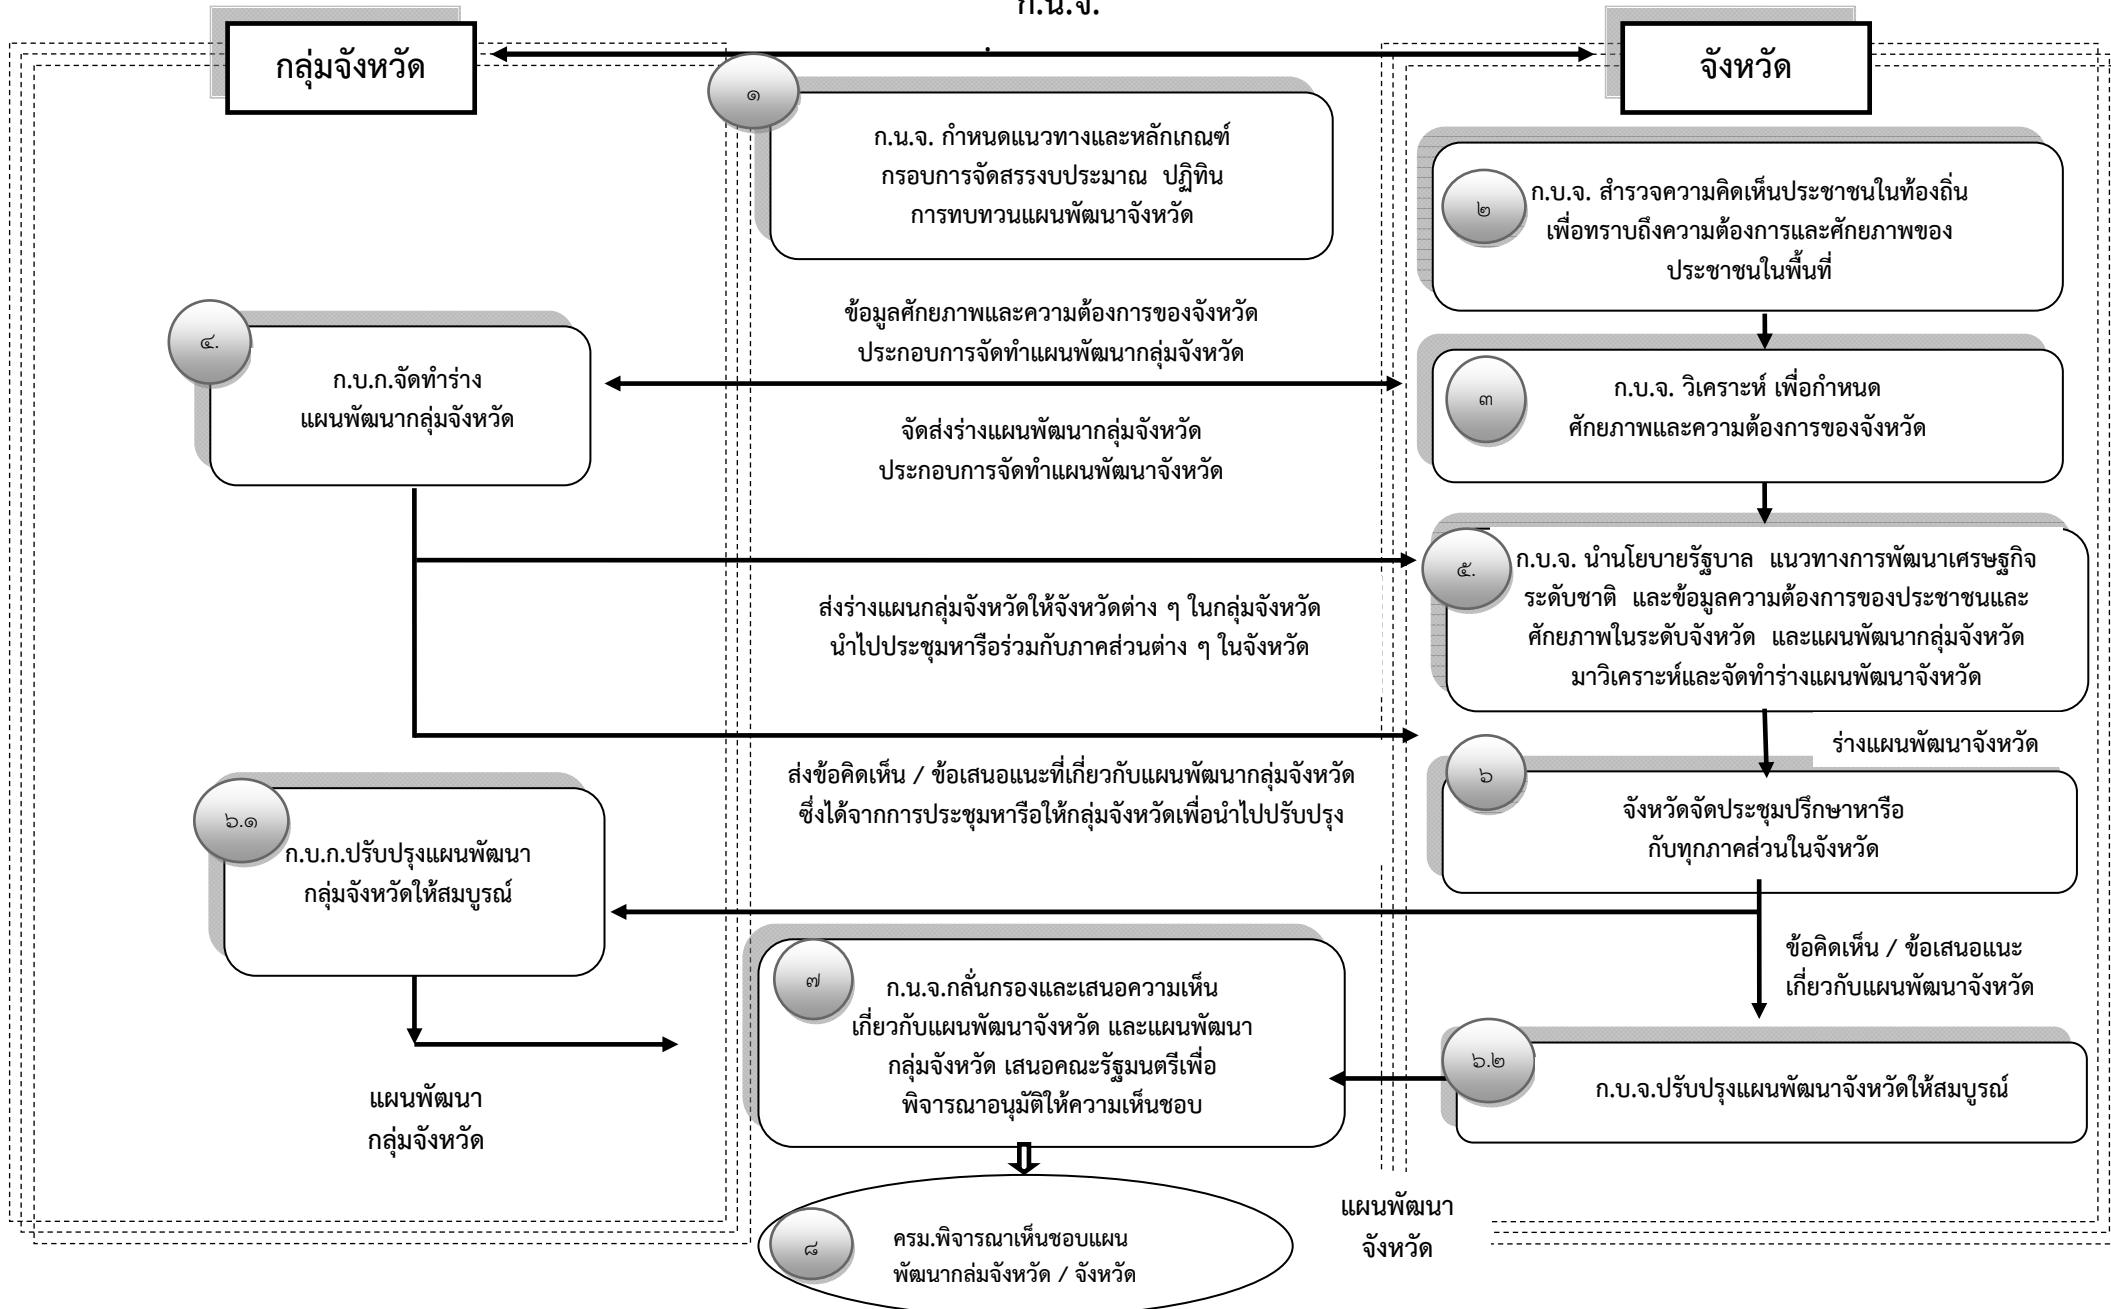 ก.น.จ.
กลุ่มจังหวัด
จังหวัด
๑
ก.น.จ. กำหนดแนวทางและหลักเกณฑ์
กรอบการจัดสรรงบประมาณ ปฏิทิน
การทบทวนแผนพัฒนาจังหวัด
๒
ก.บ.จ. สำรวจความคิดเห็นประชาชนในท้องถิ่น
เพื่อทราบถึงความต้องการและศักยภาพของ
ประชาชนในพื้นที่
ข้อมูลศักยภาพและความต้องการของจังหวัด
ประกอบการจัดทำแผนพัฒนากลุ่มจังหวัด
๔.
ก.บ.ก.จัดทำร่าง
แผนพัฒนากลุ่มจังหวัด
๓
ก.บ.จ. วิเคราะห์ เพื่อกำหนด
ศักยภาพและความต้องการของจังหวัด
จัดส่งร่างแผนพัฒนากลุ่มจังหวัด
ประกอบการจัดทำแผนพัฒนาจังหวัด
๕.
ก.บ.จ. นำนโยบายรัฐบาล แนวทางการพัฒนาเศรษฐกิจ
ระดับชาติ และข้อมูลความต้องการของประชาชนและ
ศักยภาพในระดับจังหวัด และแผนพัฒนากลุ่มจังหวัด
มาวิเคราะห์และจัดทำร่างแผนพัฒนาจังหวัด
ส่งร่างแผนกลุ่มจังหวัดให้จังหวัดต่าง ๆ ในกลุ่มจังหวัด
นำไปประชุมหารือร่วมกับภาคส่วนต่าง ๆ ในจังหวัด
ร่างแผนพัฒนาจังหวัด
ส่งข้อคิดเห็น / ข้อเสนอแนะที่เกี่ยวกับแผนพัฒนากลุ่มจังหวัด
ซึ่งได้จากการประชุมหารือให้กลุ่มจังหวัดเพื่อนำไปปรับปรุง
๖
จังหวัดจัดประชุมปรึกษาหารือ
กับทุกภาคส่วนในจังหวัด
๖.๑
ก.บ.ก.ปรับปรุงแผนพัฒนา
กลุ่มจังหวัดให้สมบูรณ์
ข้อคิดเห็น / ข้อเสนอแนะ
เกี่ยวกับแผนพัฒนาจังหวัด
๗
ก.น.จ.กลั่นกรองและเสนอความเห็น
เกี่ยวกับแผนพัฒนาจังหวัด และแผนพัฒนา
กลุ่มจังหวัด เสนอคณะรัฐมนตรีเพื่อ
พิจารณาอนุมัติให้ความเห็นชอบ
๖.๒
ก.บ.จ.ปรับปรุงแผนพัฒนาจังหวัดให้สมบูรณ์
แผนพัฒนา
กลุ่มจังหวัด
แผนพัฒนา
จังหวัด
๘
ครม.พิจารณาเห็นชอบแผน
พัฒนากลุ่มจังหวัด / จังหวัด